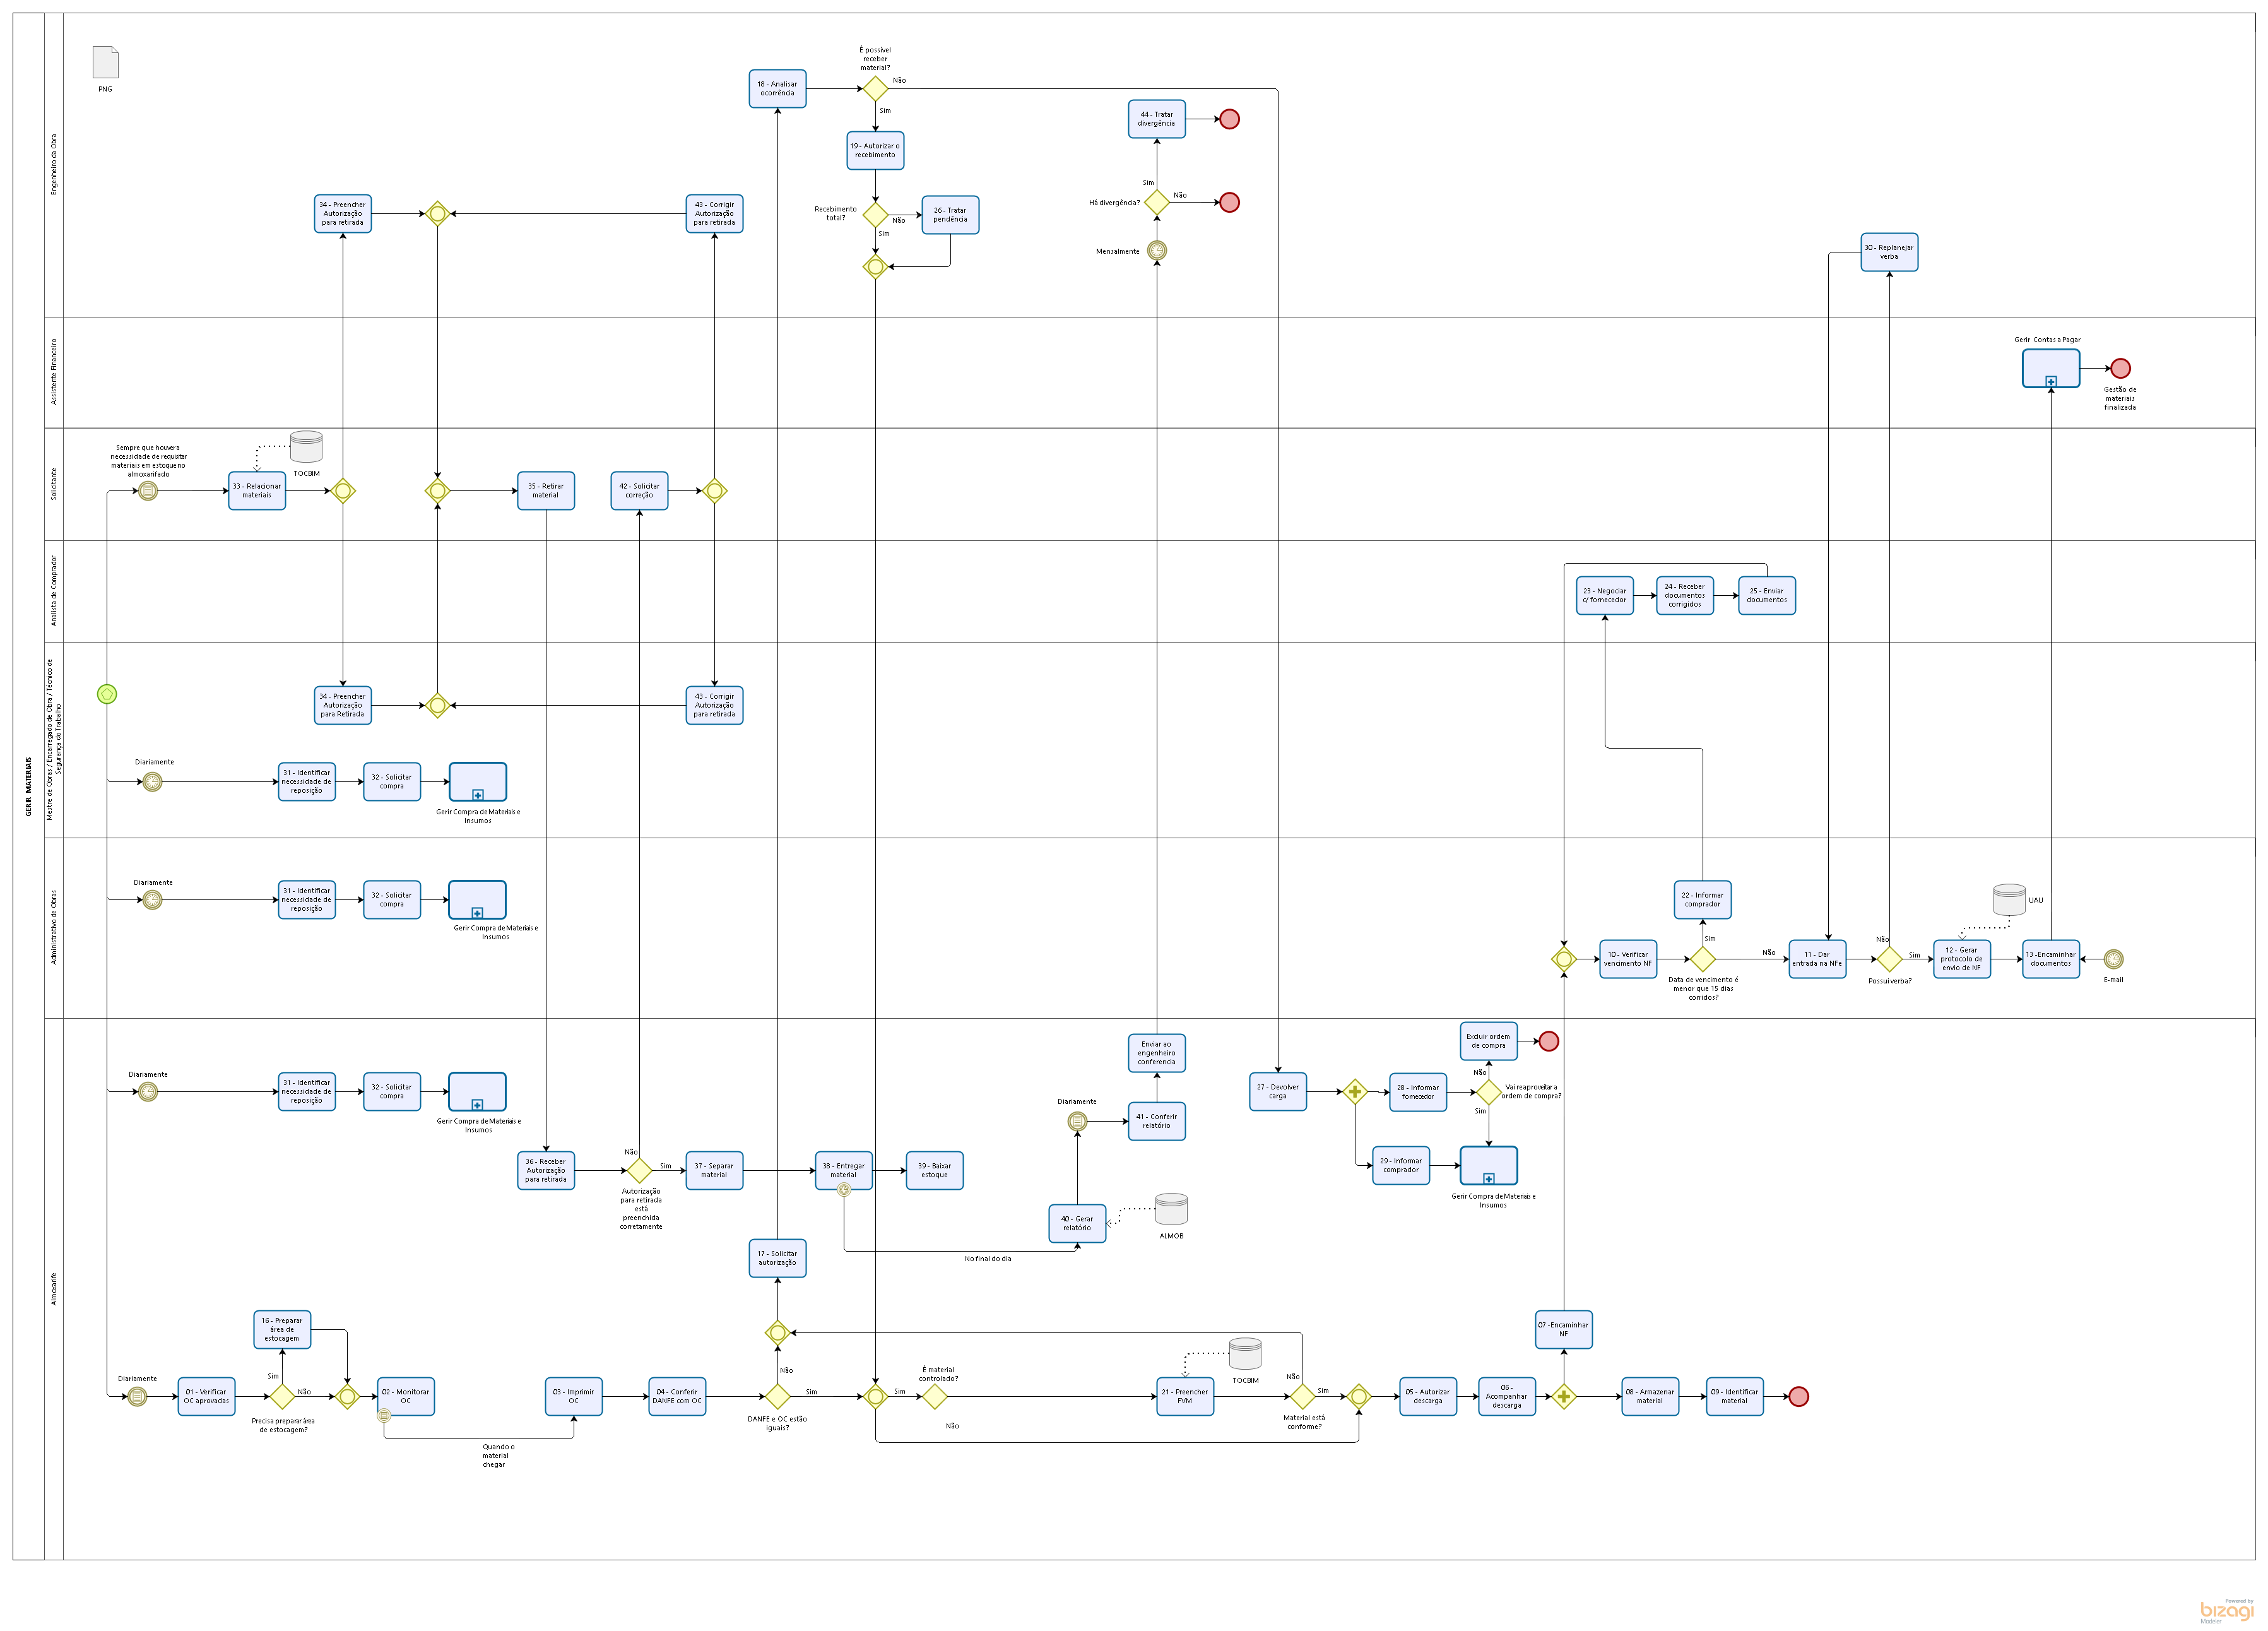 GERIR MATERIAIS
Engenheiro da Obra
PNG
18 - Analisar
ocorrência
É possível
receber
material?
Não
Sim
19 - Autorizar o
recebimento
Recebimento
total?
Não
Sim
26 - Tratar
pendência
34 - Preencher
Autorização
para retirada
43 - Corrigir
Autorização
para retirada
44 - Tratar
divergência
Sim
Há divergência?
Não
Mensalmente
30 - Replanejar
verba
Assistente Financeiro
Gerir Contas a Pagar
Gestão de
materiais
finalizada
Solicitante
Sempre que houvera
necessidade de requisitar
materiais em estoque no
almoxarifado
33 - Relacionar
materiais
TOCBIM
35 - Retirar
material
42 - Solicitar
correção
Analista de Comprador
23 - Negociar
c/ fornecedor
24 - Receber
documentos
corrigidos
25 - Enviar
documentos
Mestre de Obras / Encarregado de Obra / Técnico de
Segurança do Trabalho
34 - Preencher
Autorização
para Retirada
43 - Corrigir
Autorização
para retirada
Diariamente
31 - Identificar
necessidade de
reposição
32 - Solicitar
compra
Gerir Compra de Materiais e
Insumos
Administrativo de Obras
Diariamente
31 - Identificar
necessidade de
reposição
32 - Solicitar
compra
Gerir Compra de Materiais e
Insumos
22 - Informar
comprador
Sim
10 - Verificar
vencimento NF
Data de vencimento é
menor que 15 dias
corridos?
Não
11 - Dar
entrada na NFe
Não
Possui verba?
Sim
UAU
12 - Gerar
protocolo de
envio de NF
13 -Encaminhar
documentos
E-mail
Almoxarife
Diariamente
31 - Identificar
necessidade de
reposição
32 - Solicitar
compra
Gerir Compra de Materiais e
Insumos
36 - Receber
Autorização
para retirada
Não
Sim
Autorização
para retirada
está
preenchida
corretamente
37 - Separar
material
38 - Entregar
material
39 - Baixar
estoque
No final do dia
40 - Gerar
relatório
ALMOB
Diariamente
41 - Conferir
relatório
Enviar ao
engenheiro
conferencia
27 - Devolver
carga
28 - Informar
fornecedor
29 - Informar
comprador
Excluir ordem
de compra
Não
Vai reaproveitar a
ordem de compra?
Sim
Gerir Compra de Materiais e
Insumos
17 - Solicitar
autorização
Diariamente
01 - Verificar
OC aprovadas
16 - Preparar
área de
estocagem
Sim
Não
Precisa preparar área
de estocagem?
02 - Monitorar
OC
Quando o
material
chegar
03 - Imprimir
OC
04 - Conferir
DANFE com OC
Não
Sim
DANFE e OC estão
iguais?
Sim
É material
controlado?
Não
21 - Preencher
FVM
TOCBIM
Não
Sim
Material está
conforme?
05 - Autorizar
descarga
06 -
Acompanhar
descarga
07 -Encaminhar
NF
08 - Armazenar
material
09 - Identificar
material
Powered by
bizagi
Modeler